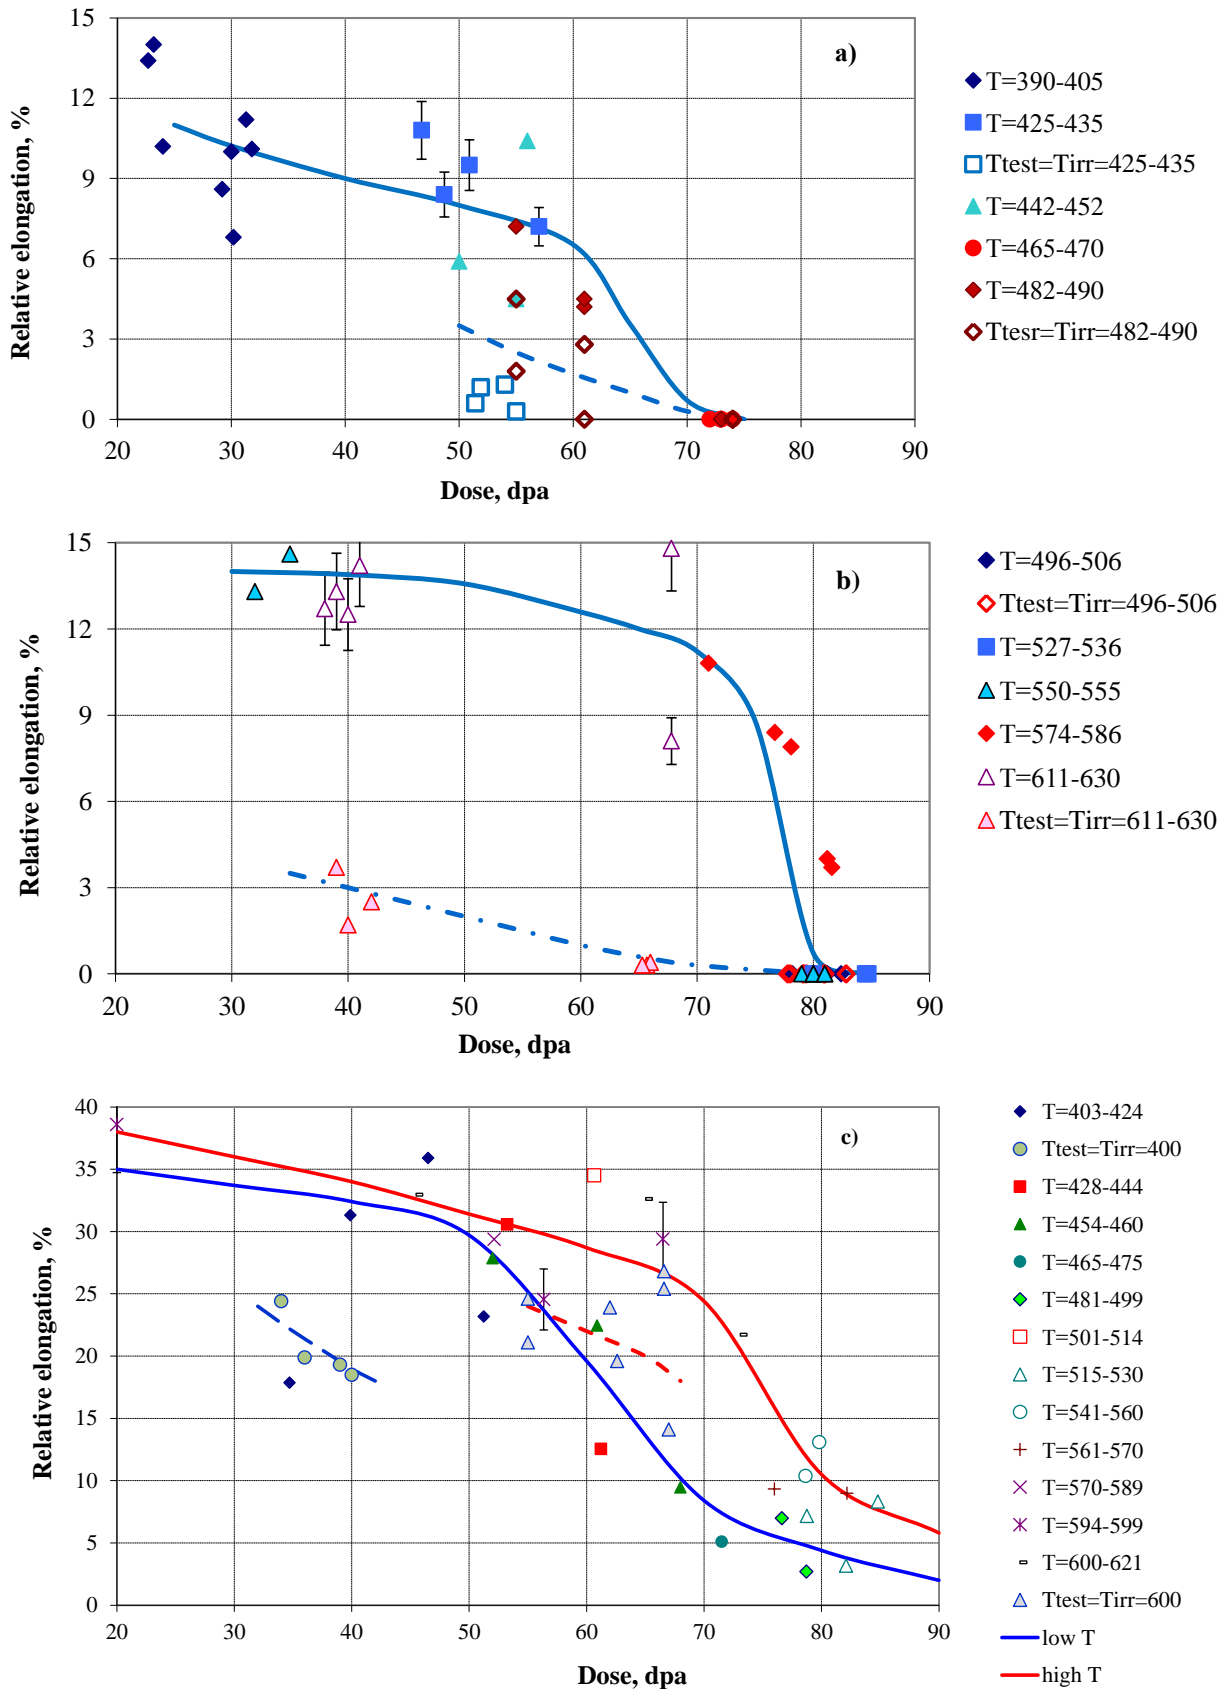 15
12
9
6
3
0
20 30 40 50 60 70 80 90
Relative elongation, %
Dose, dpa
a)
T=390-405
T=425-435
Ttest=Tirr=425-435
T=442-452
T=465-470
T=482-490
Ttesr=Tirr=482-490
15
12
9
6
3
0
20 30 40 50 60 70 80 90
Relative elongation, %
Dose, dpa
b)
T=496-506
Ttest=Tirr=496-506
T=527-536
T=550-555
T=574-586
T=611-630
Ttest=Tirr=611-630
40
35
30
25
20
15
10
5
0
20 30 40 50 60 70 80 90
Relative elongation, %
Dose, dpa
c)
T=403-424
Ttest=Tirr=400
T=428-444
T=454-460
T=465-475
T=481-499
T=501-514
T=515-530
T=541-560
T=561-570
T=570-589
T=594-599
T=600-621
Ttest=Tirr=600
low T
high T